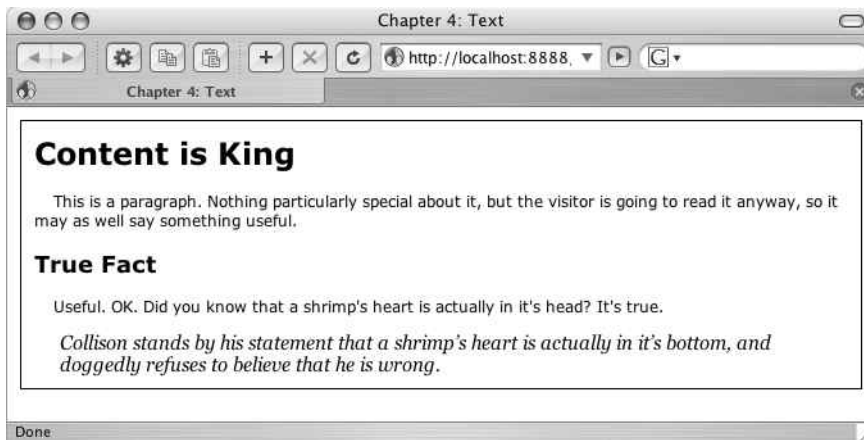 Chapter 4: Text
http://localhost:8888,
G
Chapter 4: Text
Content is King
This is a paragraph. Nothing particularly special about it, but the visitor is going to read it anyway, so it
may as well say something useful.
True Fact
Useful. OK. Did you know that a shrimp's heart is actually in it's head? It's true.
Collison stands by his statement that a shrimp’s heart is actually in it’s bottom, and
doggedly refuses to believe that he is wrong.
Done